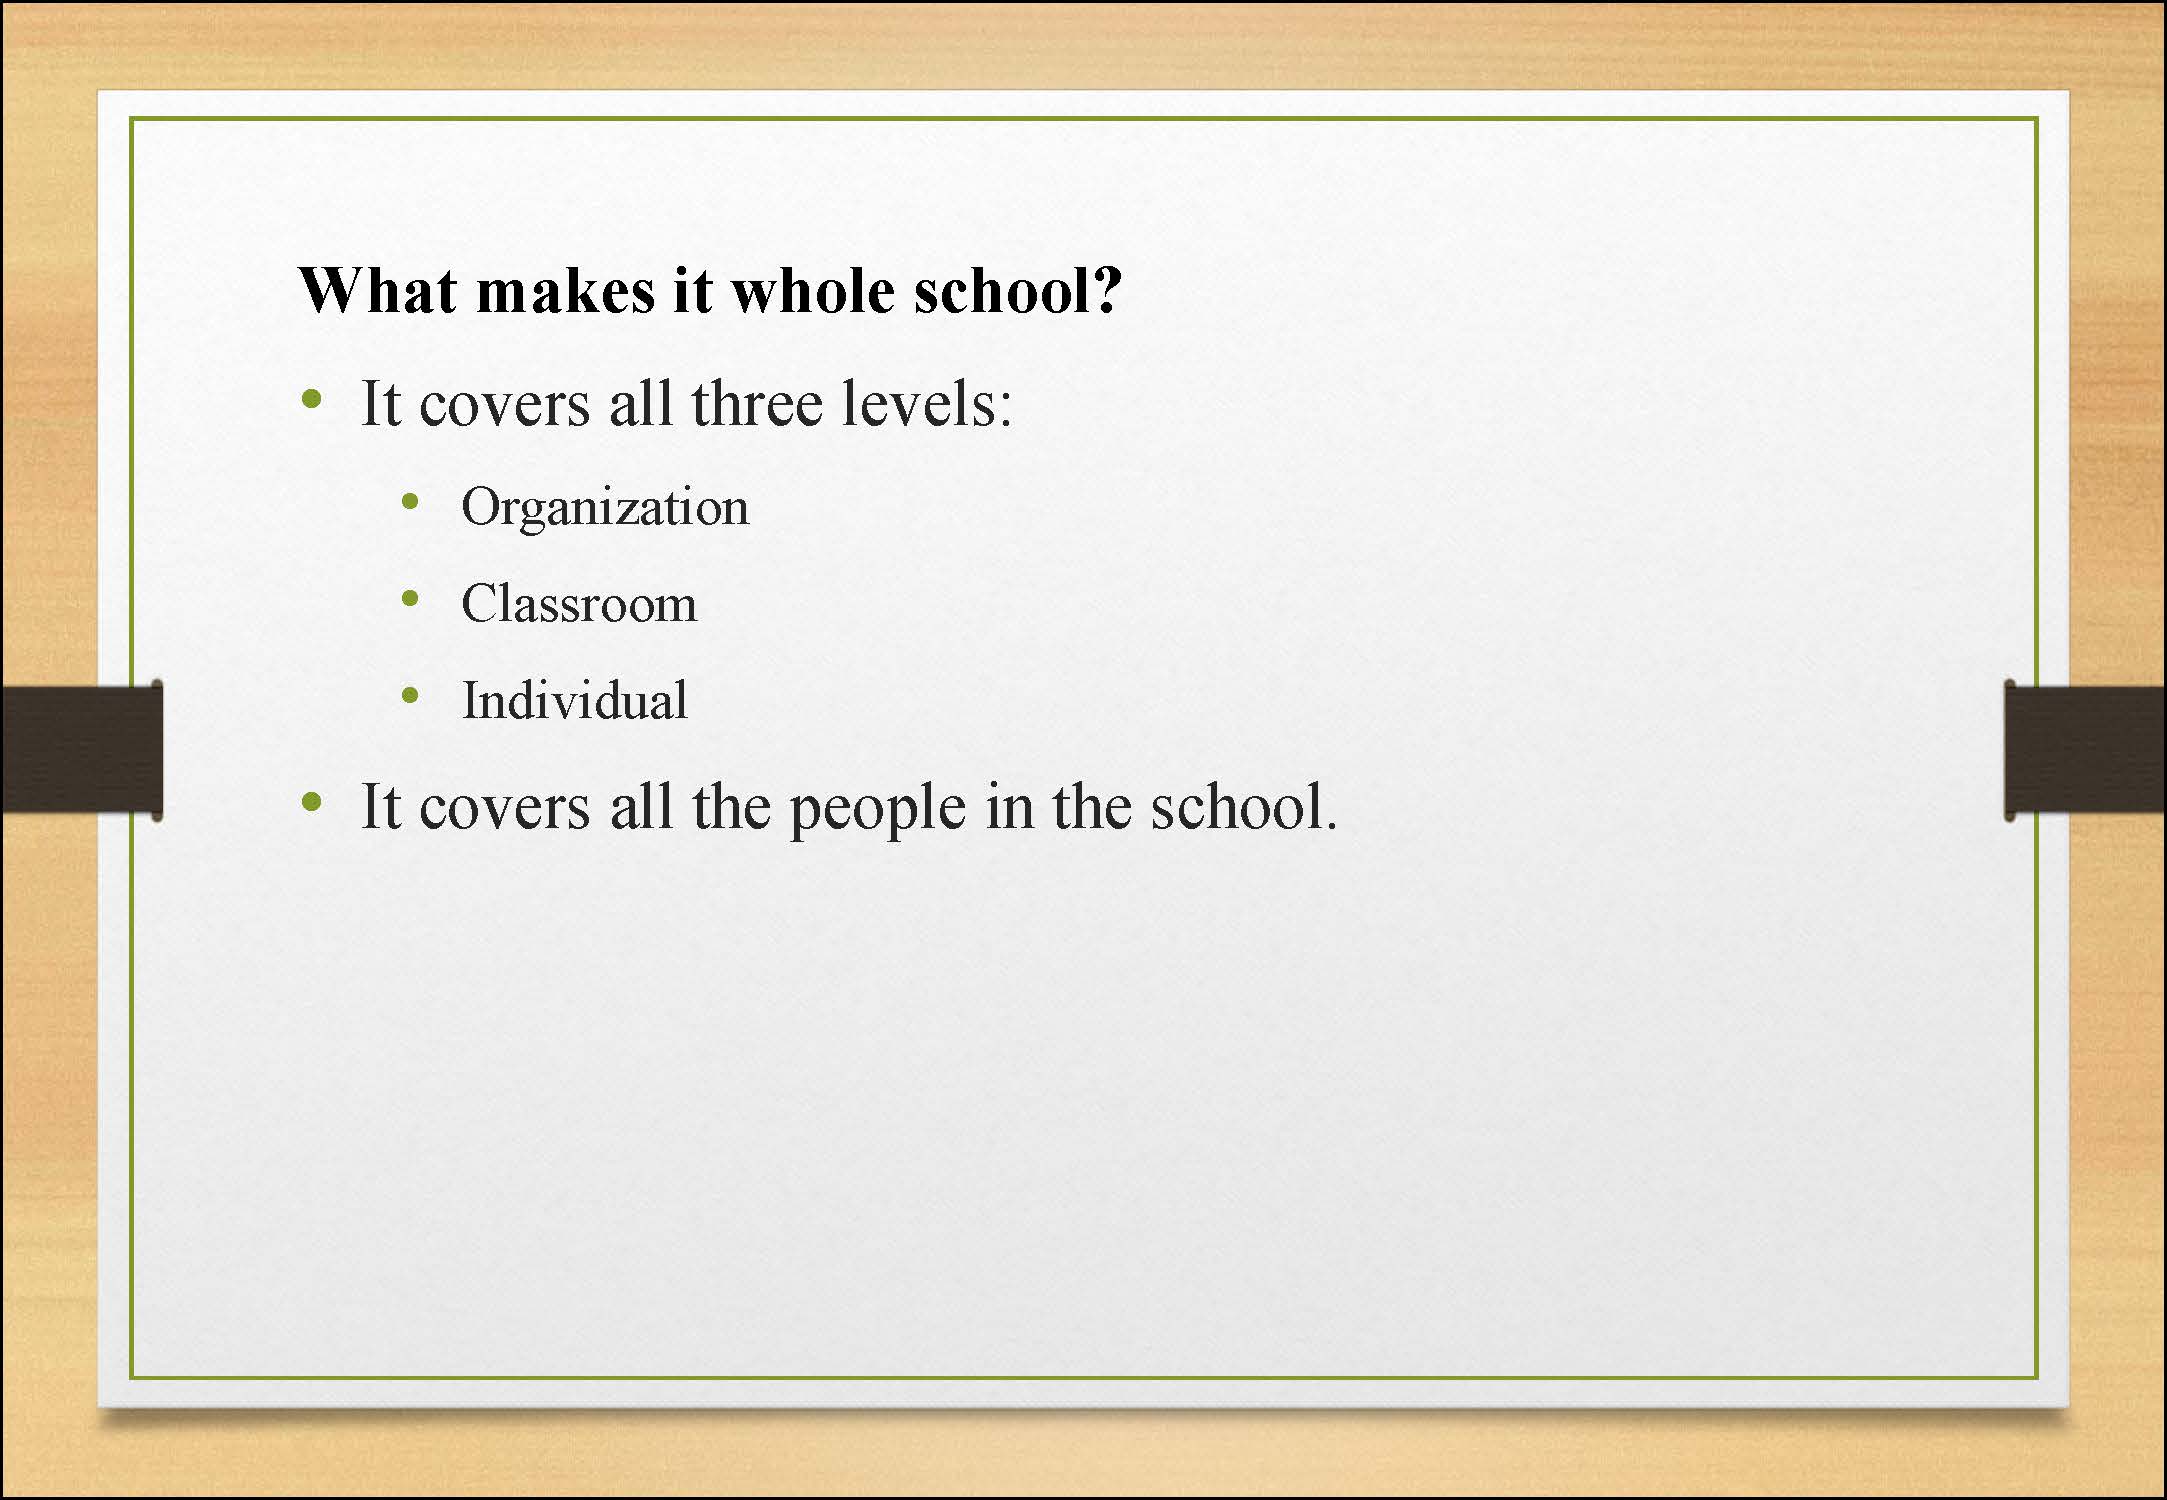 What makes it whole school?
• It covers all three levels:
• Organization
• Classroom
• Individual
• It covers all the people in the school.